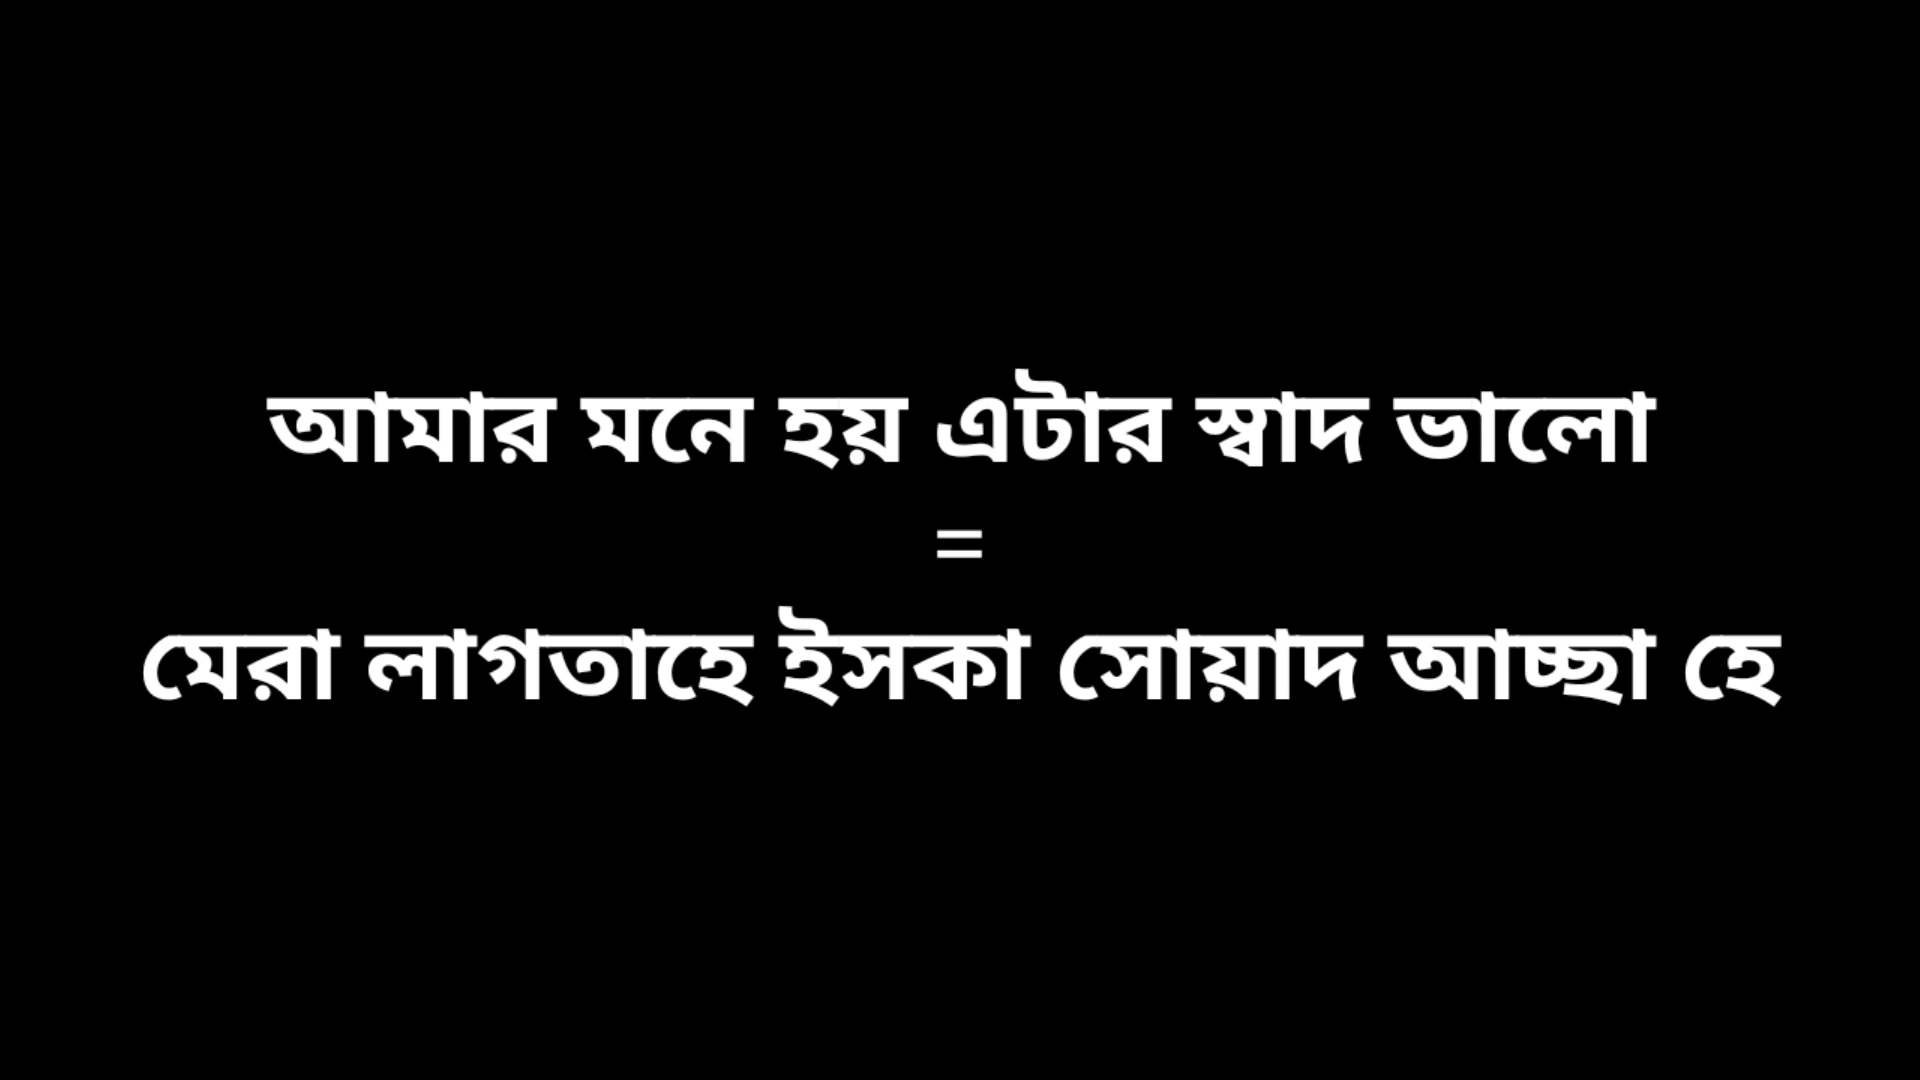 আমার মনে হয় এটার স্বাদ ভালো
=
মেরা লাগতাহে ইসকা সোয়াদ আচ্ছা হে